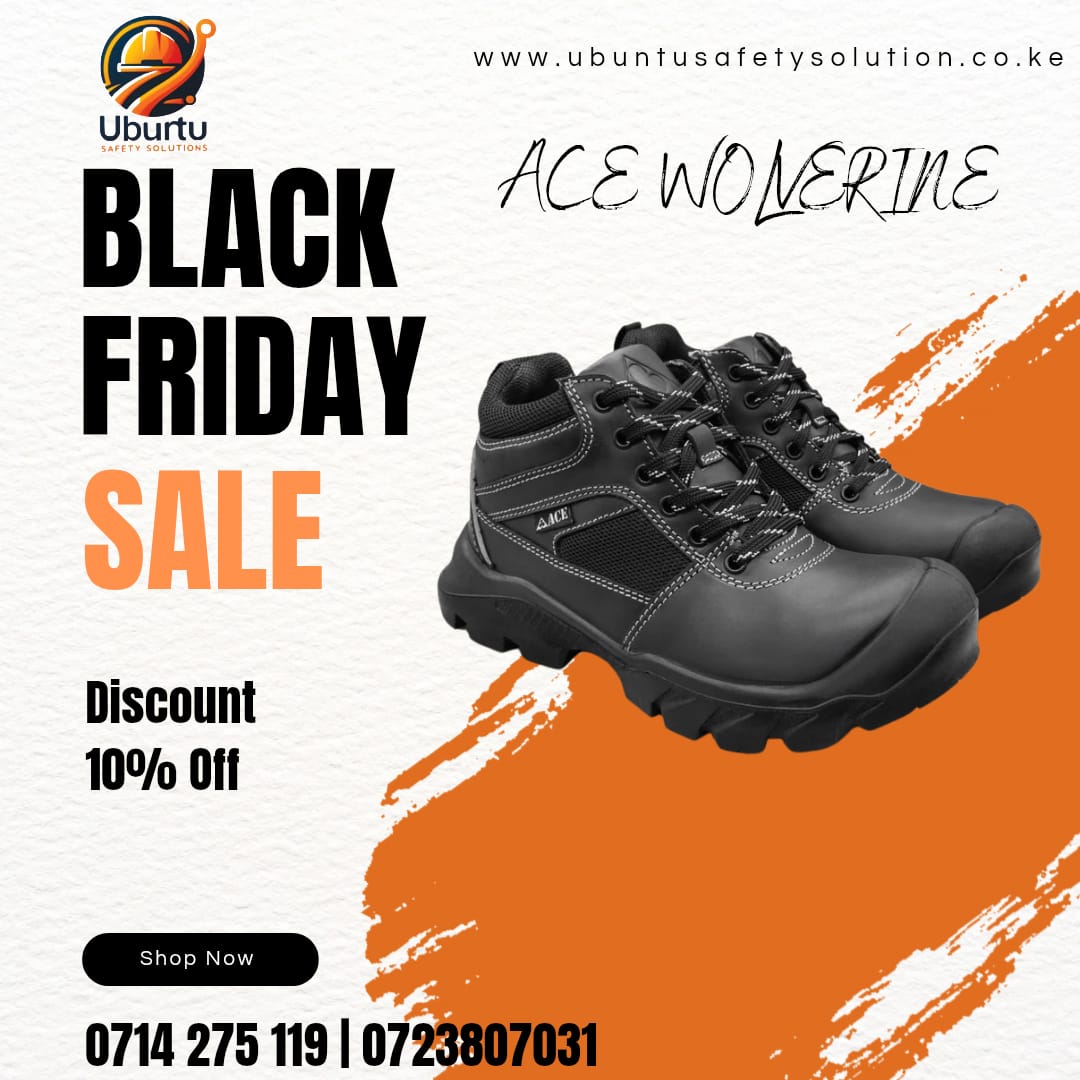 www.ubuntusafetysolution.co.ke
Uburtu
SAFETY SOLUTIONS
ACE WOLVERINE
BLACK
FRIDAY
SALE
ACE
Discount
10% Off
Shop Now
0714 275 119 | 0723807031